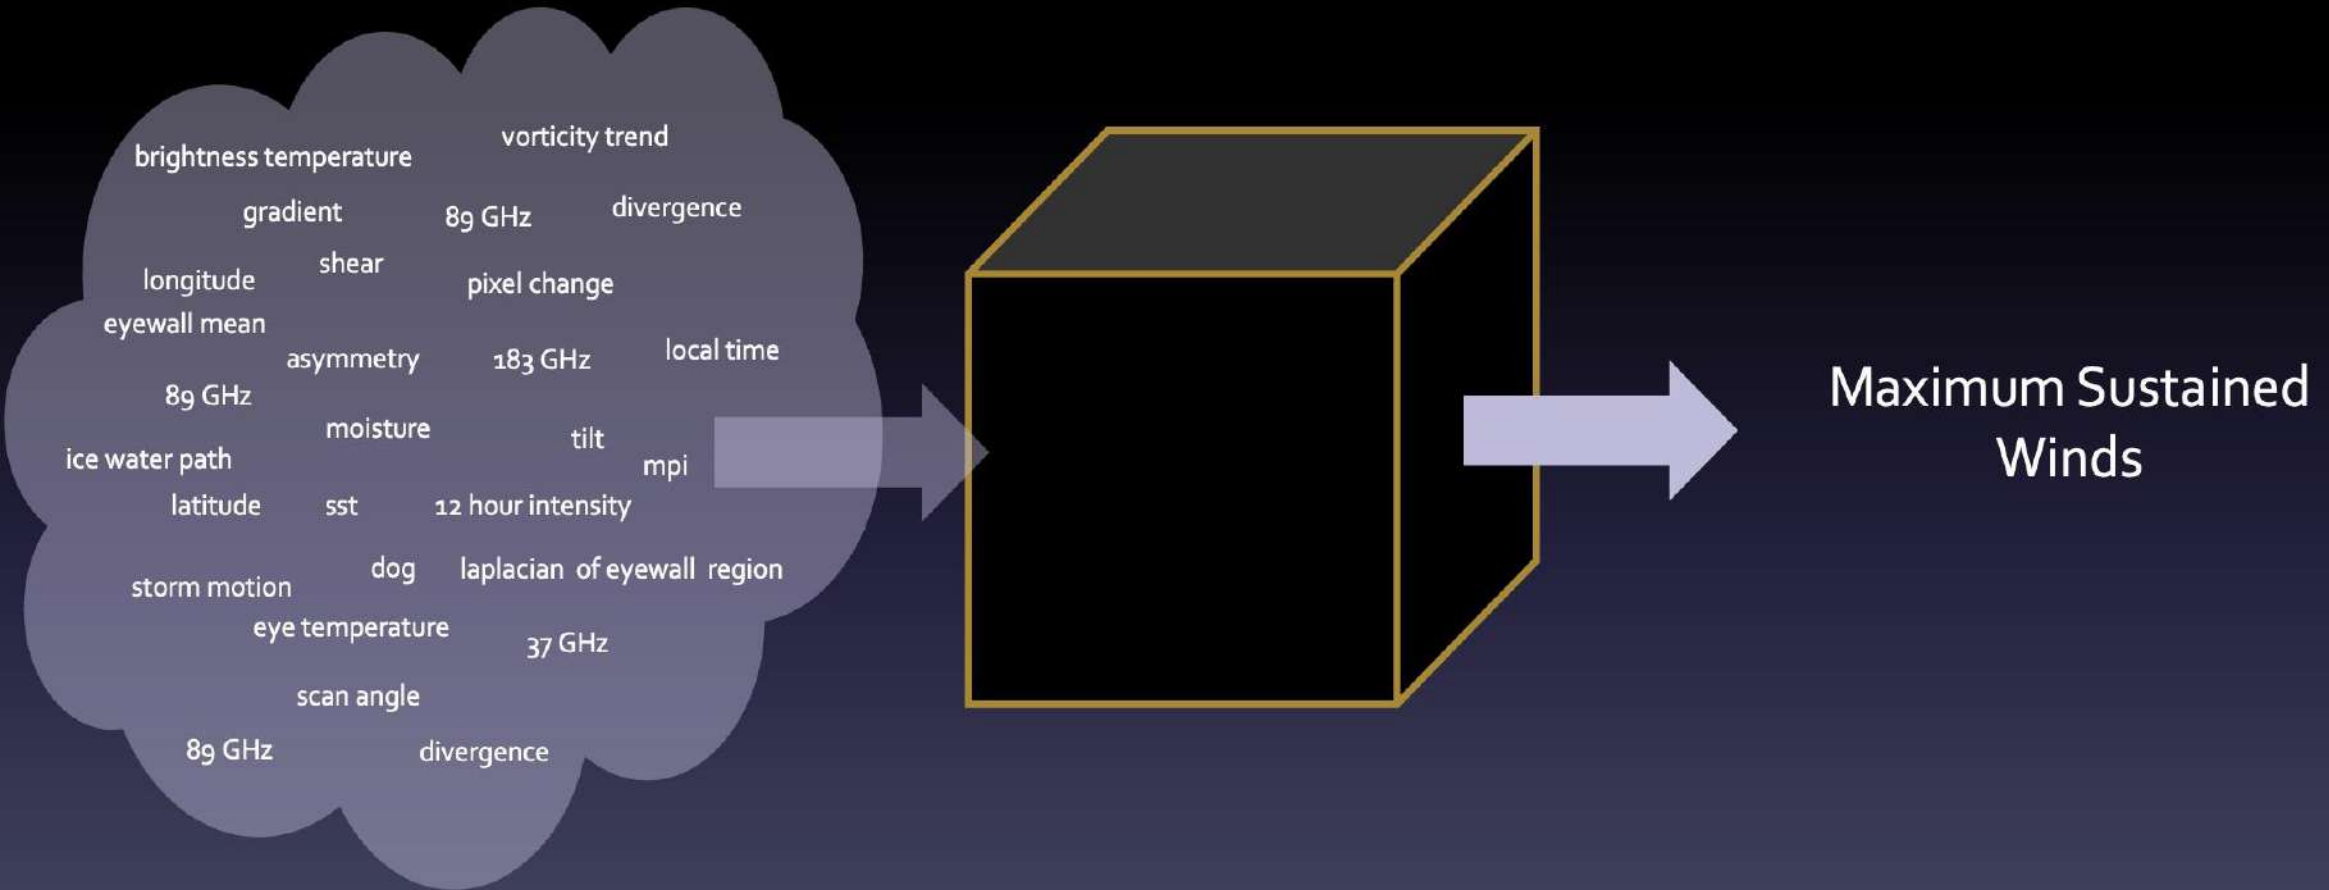 vorticity trend
brightness temperature
gradient
89 GHz
divergence
shear
longitude
pixel change
eyewall mean
asymmetry
183 GHz
local time
89 GHz
moisture
tilt
ice water path
mpi
latitude
sst
12 hour intensity
dog
laplacian of eyewall region
storm motion
eye temperature
37 GHz
scan angle
89 GHz
divergence
Maximum Sustained
Winds